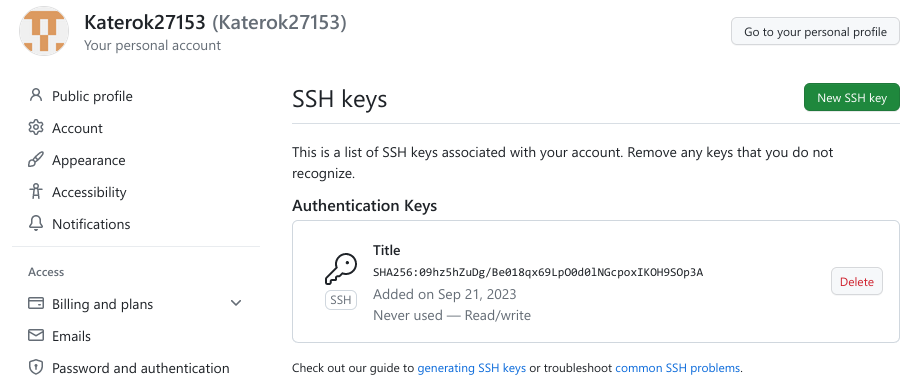 Katerok27153 (Katerok27153)
Your personal account
Go to your personal profile
Public profile
Account
Appearance
Accessibility
Notifications
Access
Billing and plans
Emails
Password and authentication
SSH keys
New SSH key
This is a list of SSH keys associated with your account. Remove any keys that you do not
recognize.
Authentication Keys
Title
SHA256:09hz5hZuDg/Be018qx69LpO0d0lNGcpoxIKOH9SOp3A
SSH
Added on Sep 21, 2023
Never used — Read/write
Delete
Check out our guide to generating SSH keys or troubleshoot common SSH problems.